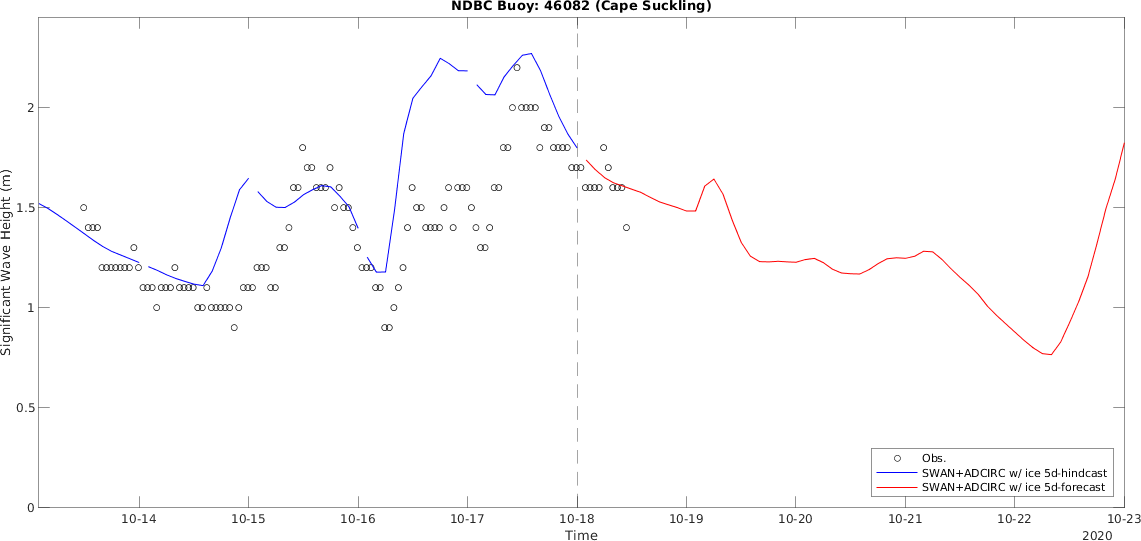 NDBC Buoy: 46082 (Cape Suckling)
Significant Wave Height (m)
2
1.5
1
0.5
0
10-14
10-15
10-16
10-17
10-18
10-19
10-20
10-21
10-22
10-23
Time
2020
Obs.
SWAN+ADCIRC w/ ice 5d-hindcast
SWAN+ADCIRC w/ ice 5d-forecast